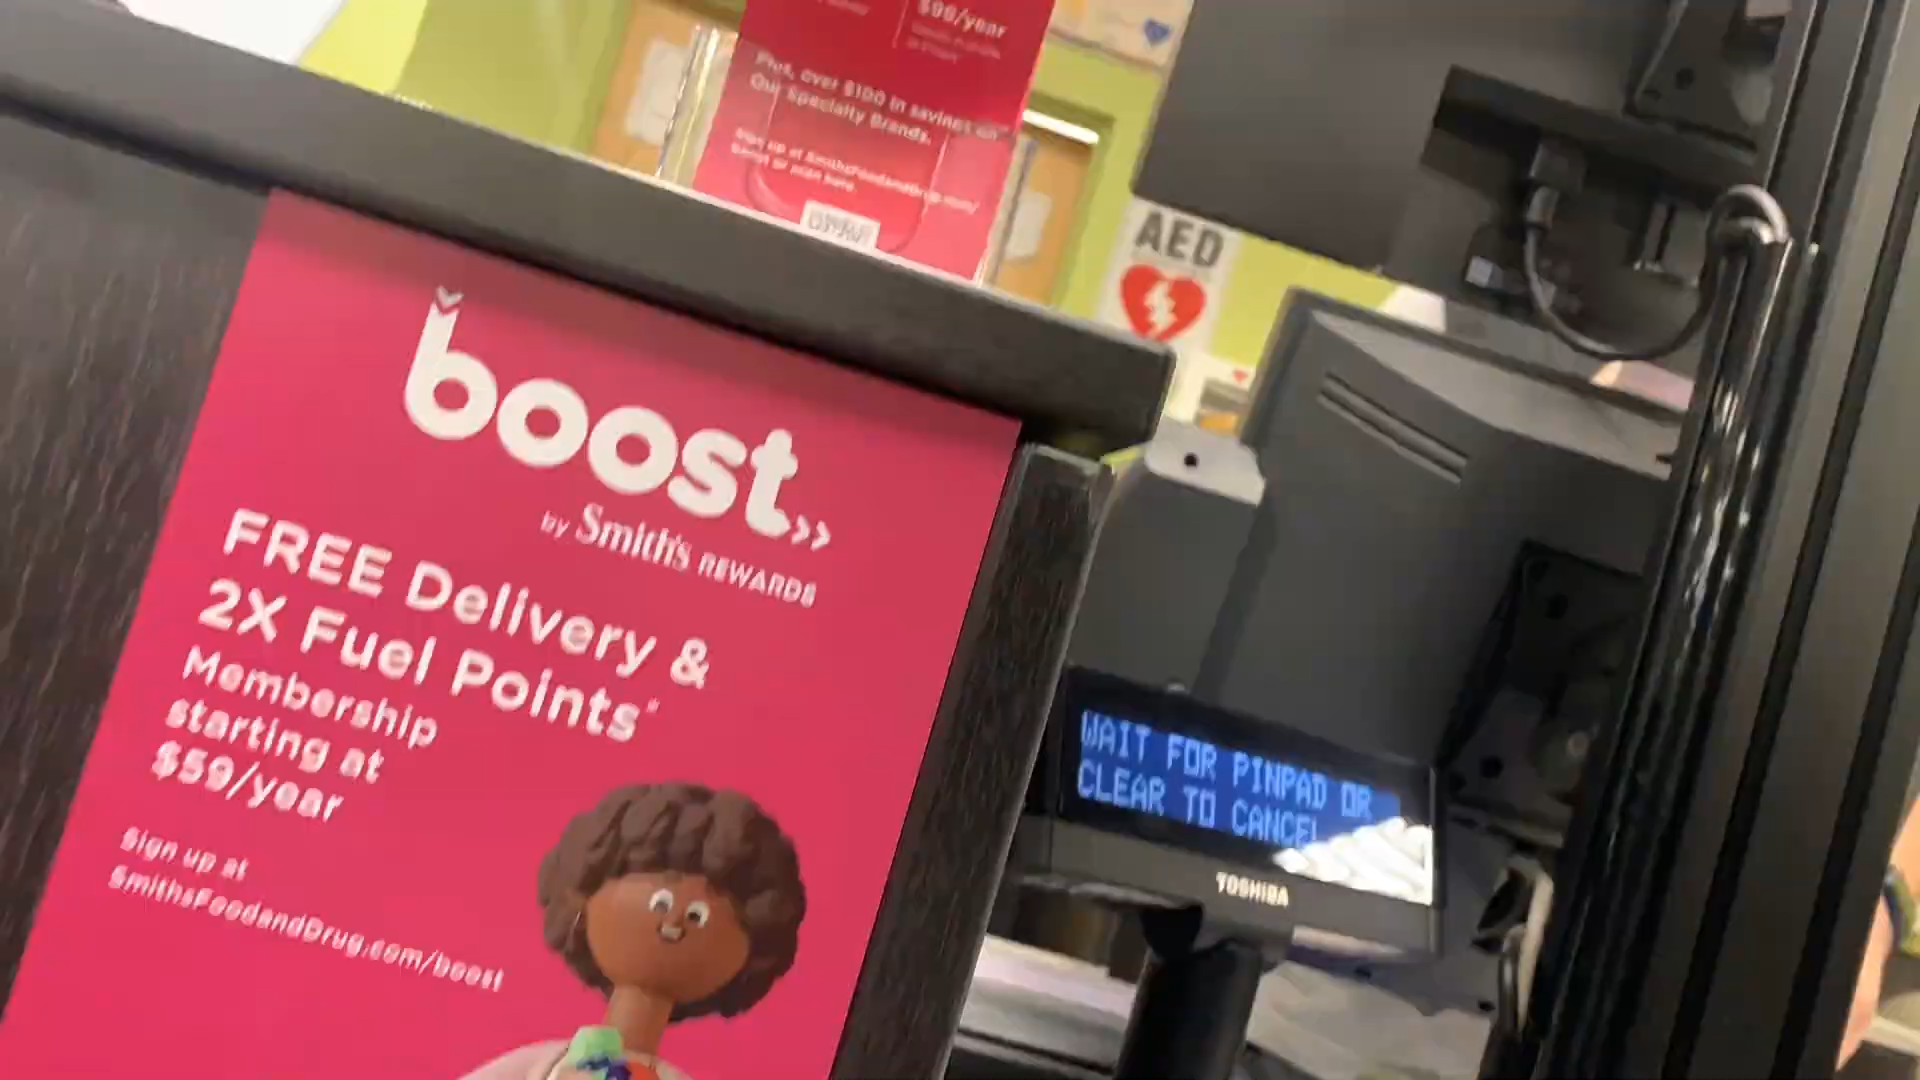 $99/year
Plus, over $100 in savings on
Our Specialty Brands.
AED
boost
by Smith's REWARDS
FREE Delivery &
2X Fuel Points*
Membership
starting at
$59/year
Sign up at
SmithsFoodandDrug.com/boost
WAIT FOR PINPAD OR
CLEAR TO CANCEL
TOSHIBA